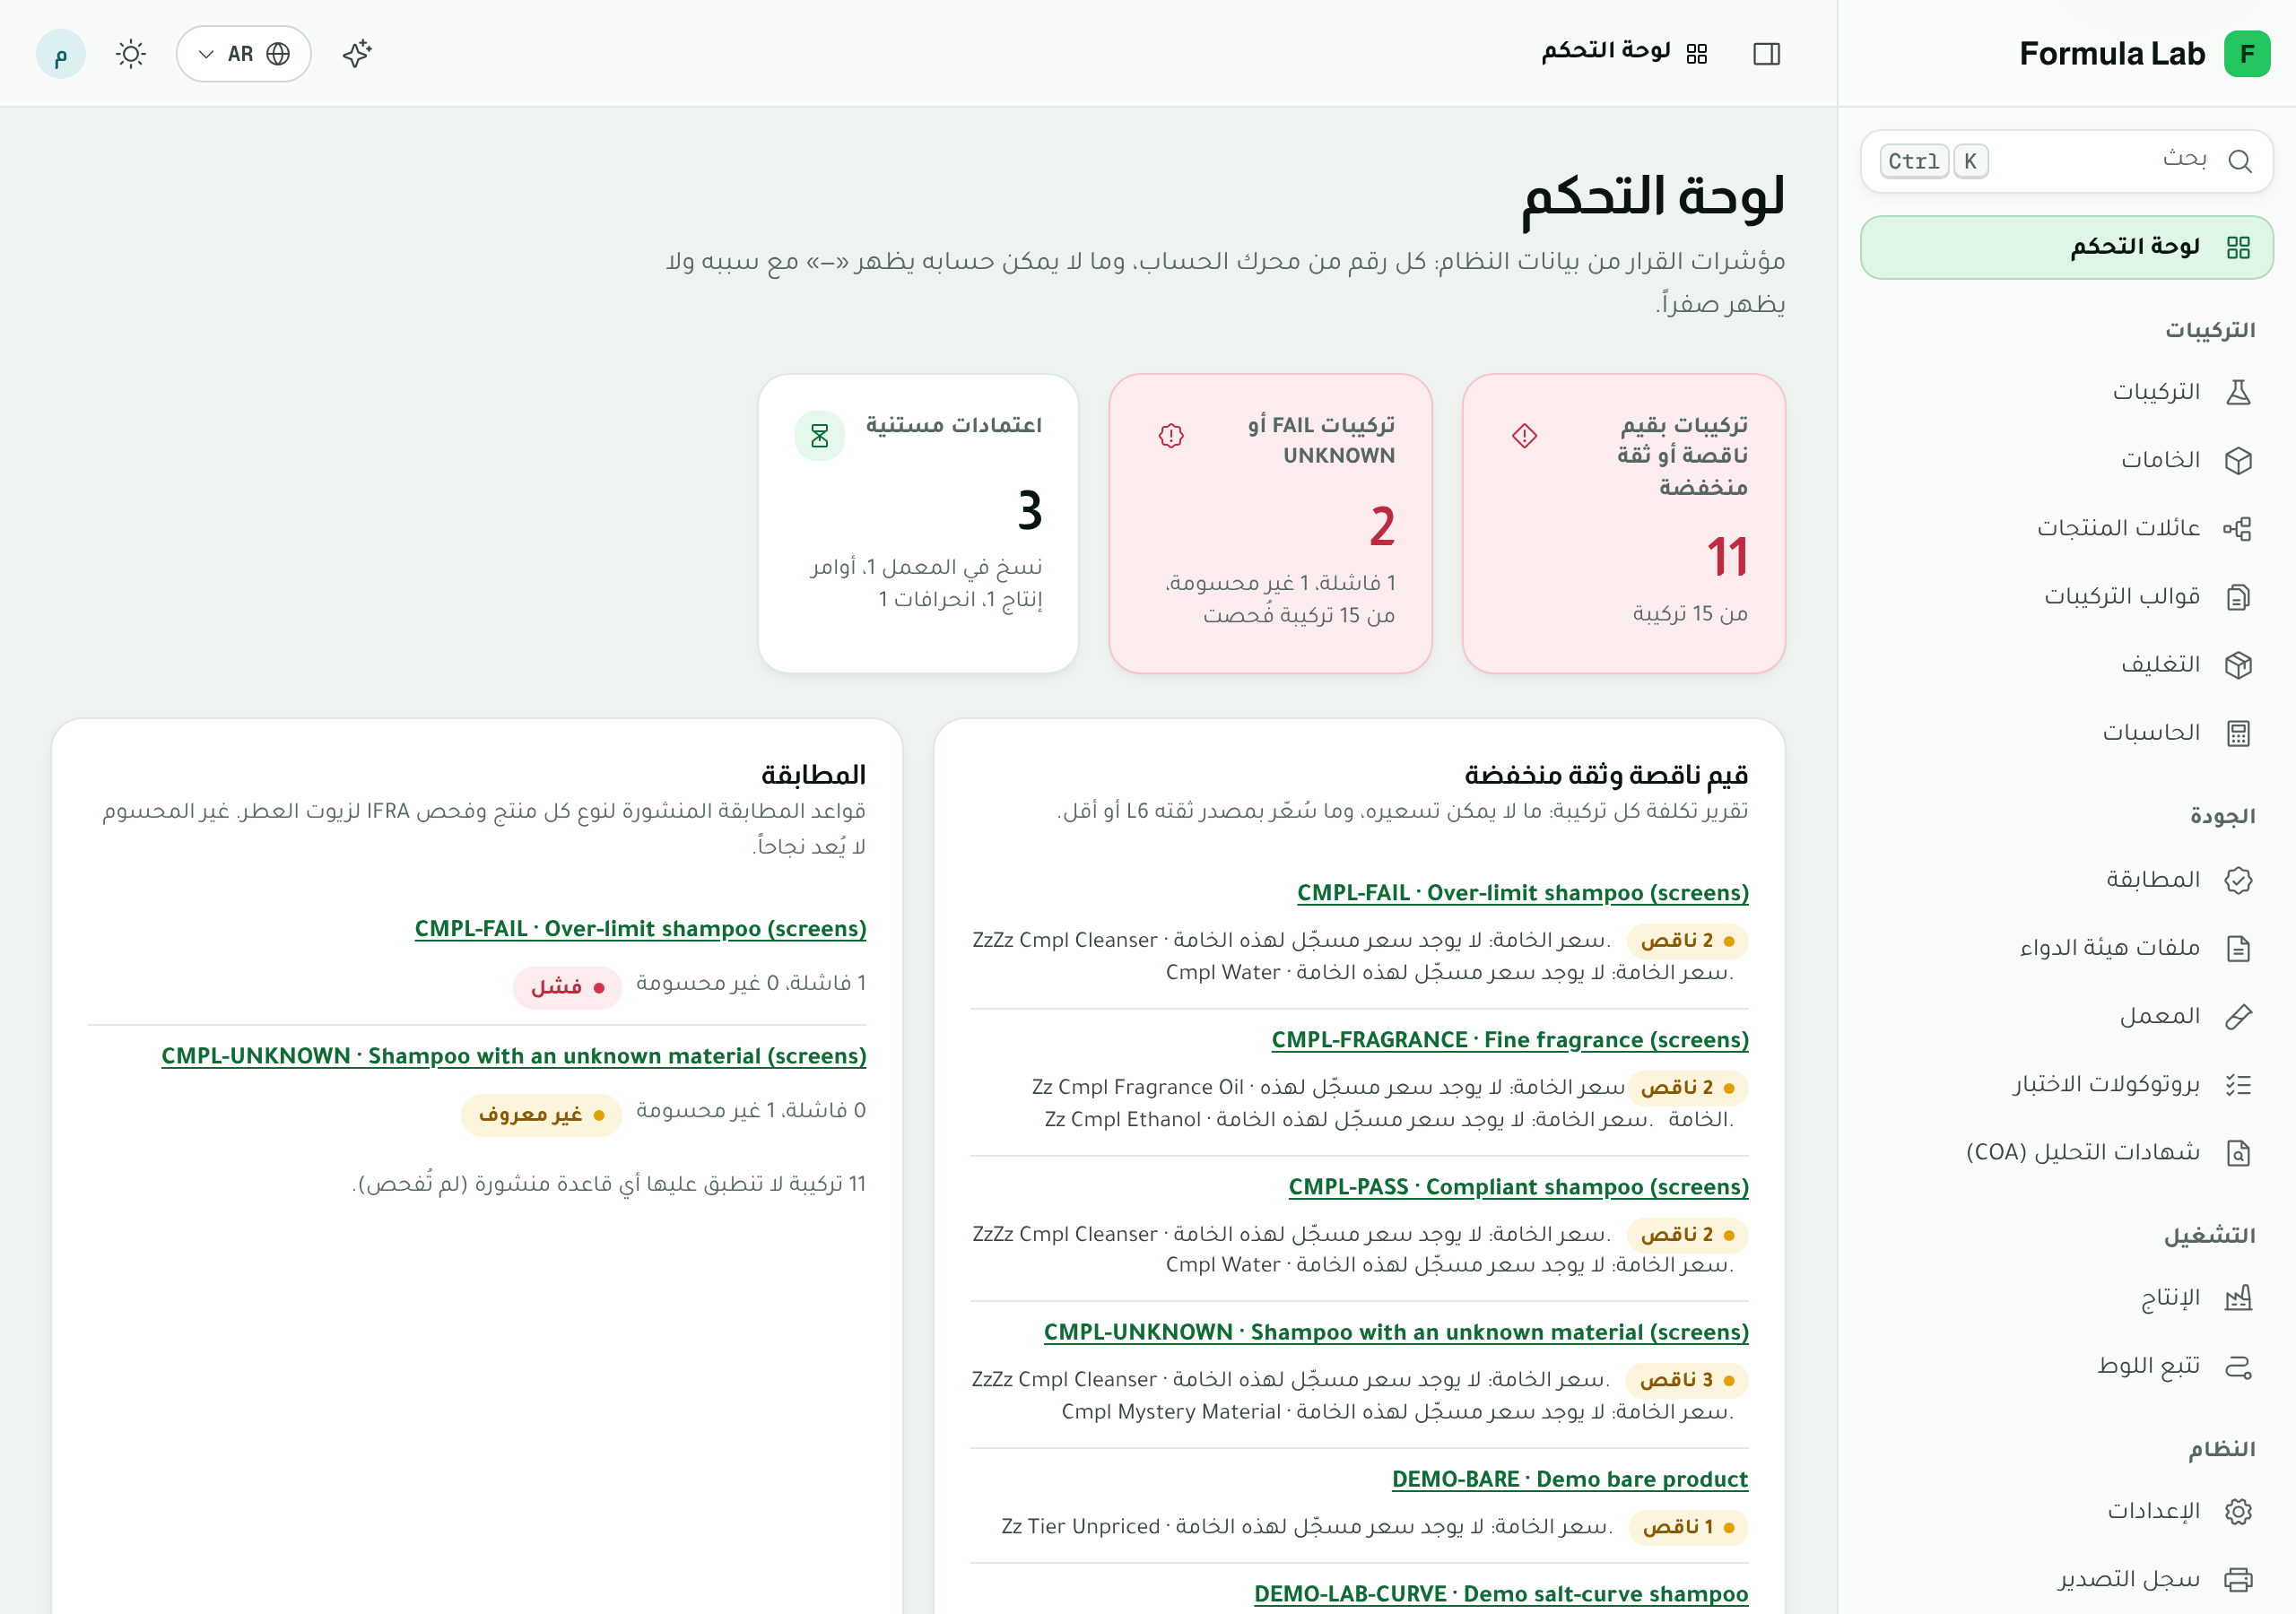 Formula Lab
F
لوحة التحكم
AR
م
بحث
Ctrl K
لوحة التحكم
التركيبات
التركيبات
الخامات
عائلات المنتجات
قوالب التركيبات
التغليف
الحاسبات
الجودة
المطابقة
ملفات هيئة الدواء
المعمل
بروتوكولات الاختبار
شهادات التحليل (COA)
التشغيل
الإنتاج
تتبع اللوط
النظام
الإعدادات
سجل التصدير
لوحة التحكم
مؤشرات القرار من بيانات النظام: كل رقم من محرك الحساب، وما لا يمكن حسابه يظهر «—» مع سببه ولا
يظهر صفراً.
تركيبات بقيم
ناقصة أو ثقة
منخفضة
11
من 15 تركيبة
تركيبات FAIL أو
UNKNOWN
2
1 فاشلة، 1 غير محسومة،
من 15 تركيبة فُحصت
اعتمادات مستنية
3
نسخ في المعمل 1، أوامر
إنتاج 1، انحرافات 1
قيم ناقصة وثقة منخفضة
تقرير تكلفة كل تركيبة: ما لا يمكن تسعيره، وما سُعّر بمصدر ثقته L6 أو أقل.
CMPL-FAIL · Over-limit shampoo (screens)
2 ناقص
ZzZz Cmpl Cleanser · سعر الخامة: لا يوجد سعر مسجّل لهذه الخامة.
Cmpl Water · سعر الخامة: لا يوجد سعر مسجّل لهذه الخامة.
CMPL-FRAGRANCE · Fine fragrance (screens)
2 ناقص
Zz Cmpl Fragrance Oil · سعر الخامة: لا يوجد سعر مسجّل لهذه
الخامة. Zz Cmpl Ethanol · سعر الخامة: لا يوجد سعر مسجّل لهذه الخامة.
CMPL-PASS · Compliant shampoo (screens)
2 ناقص
ZzZz Cmpl Cleanser · سعر الخامة: لا يوجد سعر مسجّل لهذه الخامة.
Cmpl Water · سعر الخامة: لا يوجد سعر مسجّل لهذه الخامة.
CMPL-UNKNOWN · Shampoo with an unknown material (screens)
3 ناقص
ZzZz Cmpl Cleanser · سعر الخامة: لا يوجد سعر مسجّل لهذه الخامة.
Cmpl Mystery Material · سعر الخامة: لا يوجد سعر مسجّل لهذه الخامة.
DEMO-BARE · Demo bare product
1 ناقص
Zz Tier Unpriced · سعر الخامة: لا يوجد سعر مسجّل لهذه الخامة.
DEMO-LAB-CURVE · Demo salt-curve shampoo
المطابقة
قواعد المطابقة المنشورة لنوع كل منتج وفحص IFRA لزيوت العطر. غير المحسوم
لا يُعد نجاحاً.
CMPL-FAIL · Over-limit shampoo (screens)
1 فاشلة، 0 غير محسومة
فشل
CMPL-UNKNOWN · Shampoo with an unknown material (screens)
0 فاشلة، 1 غير محسومة
غير معروف
11 تركيبة لا تنطبق عليها أي قاعدة منشورة (لم تُفحص).